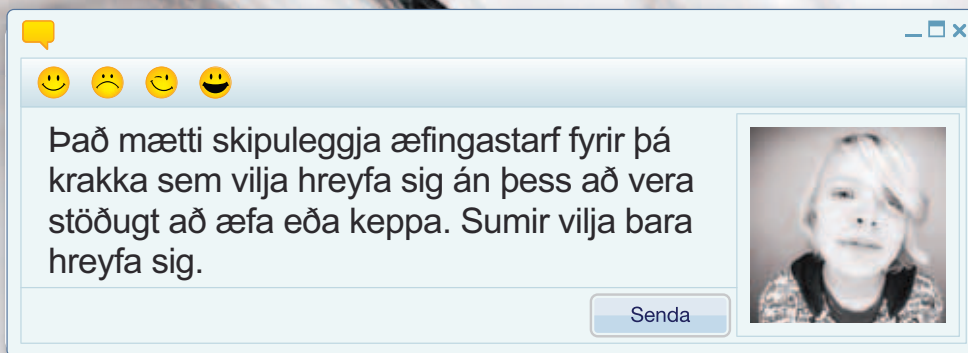 Það mætti skipuleggja æfingastarf fyrir þá
krakka sem vilja hreyfa sig án þess að vera
stöðugt að æfa eða keppa. Sumir vilja bara
hreyfa sig.
Senda